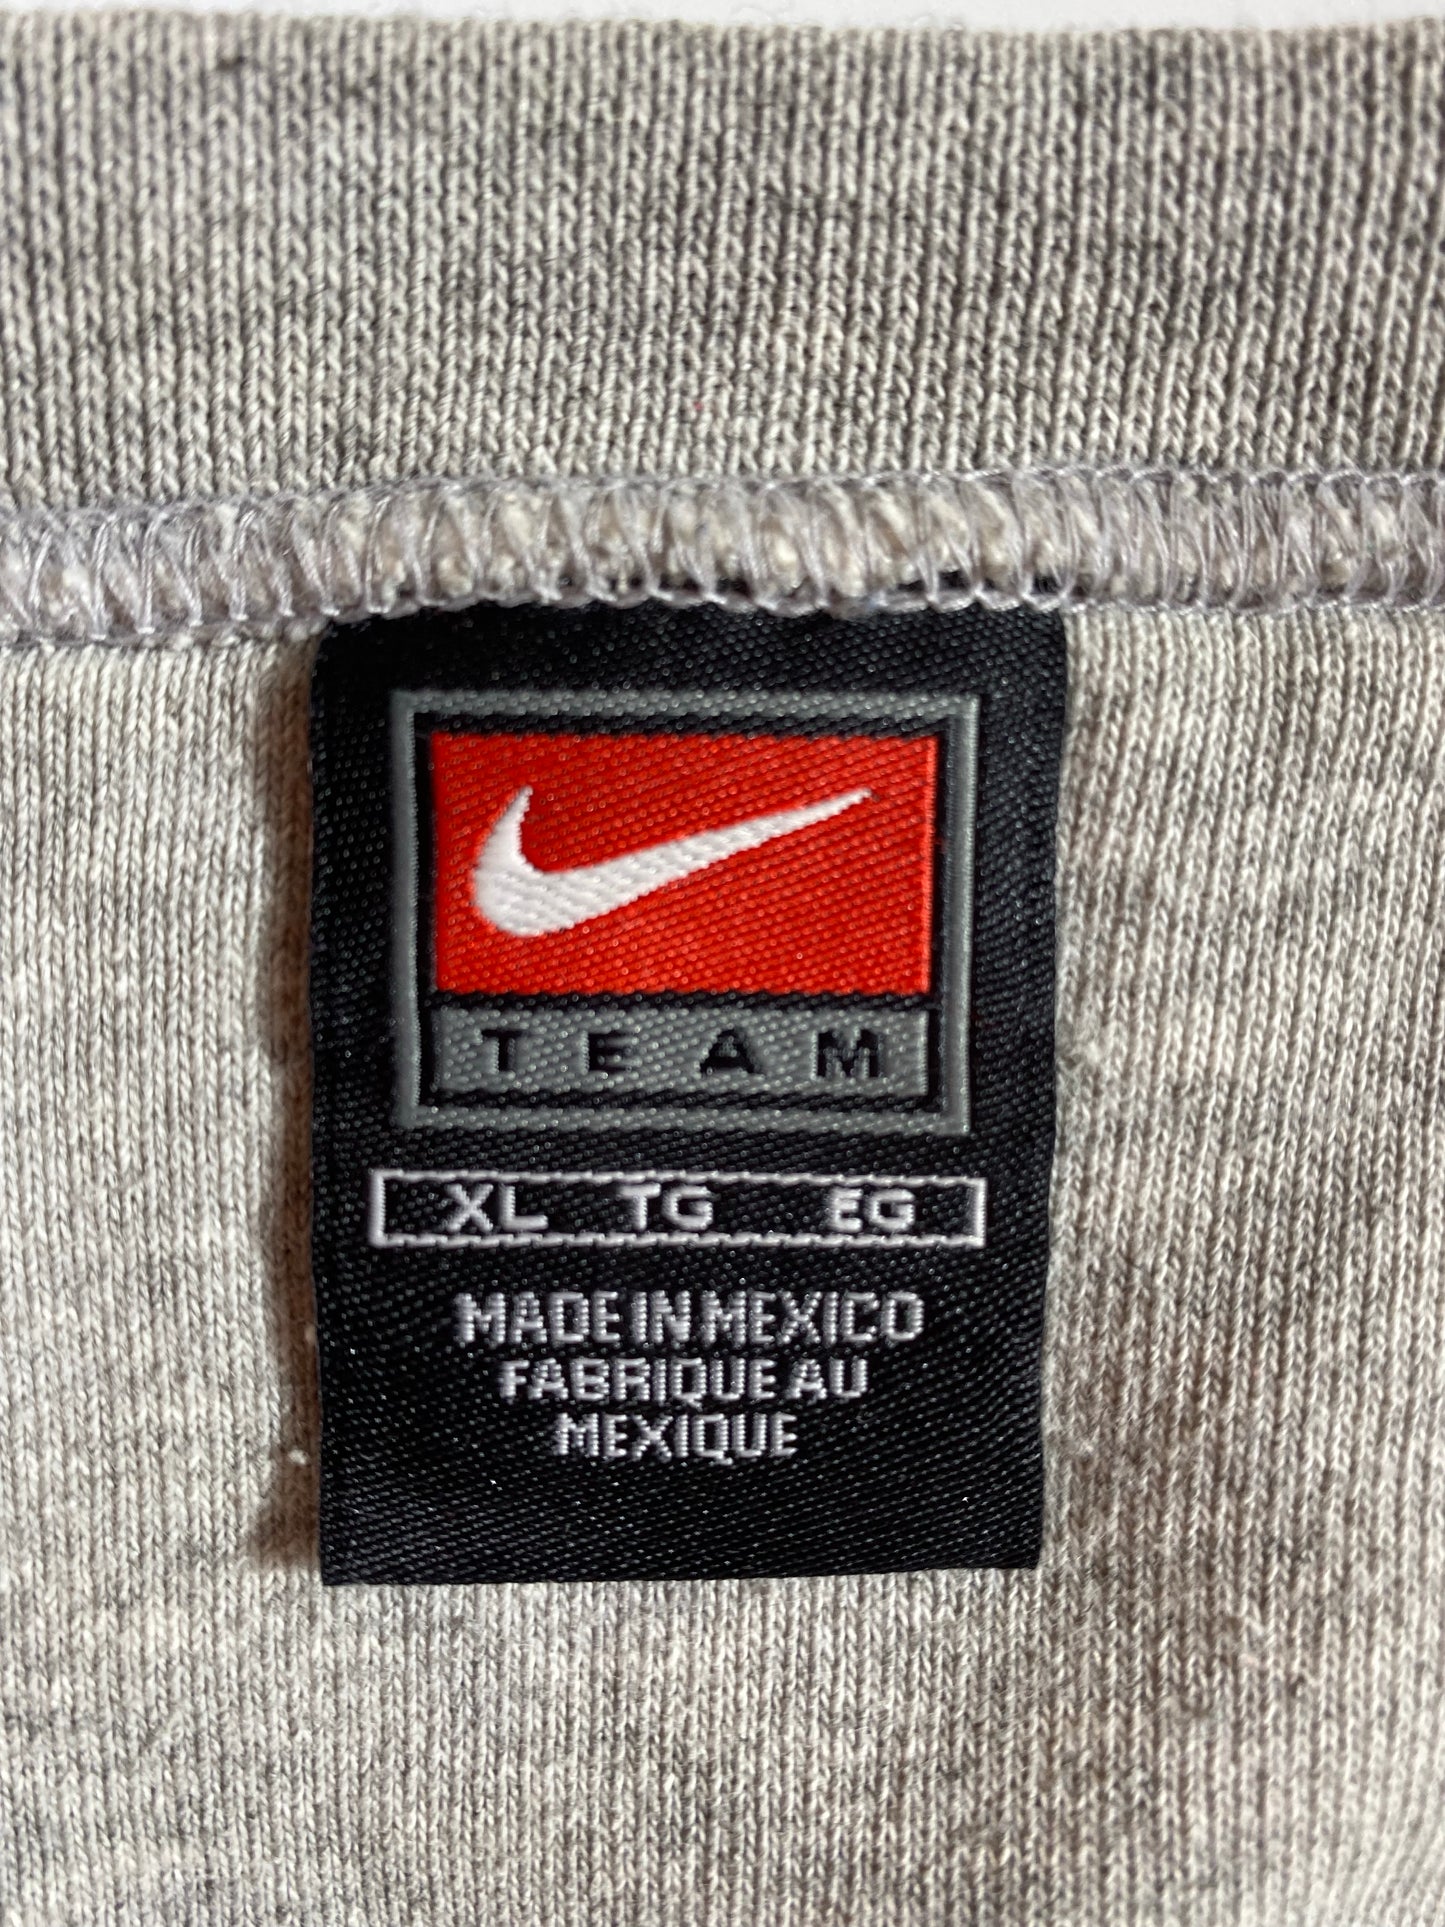 TEAM
XL TG EG
MADE IN MEXICO
FABRIQUE AU
MEXIQUE